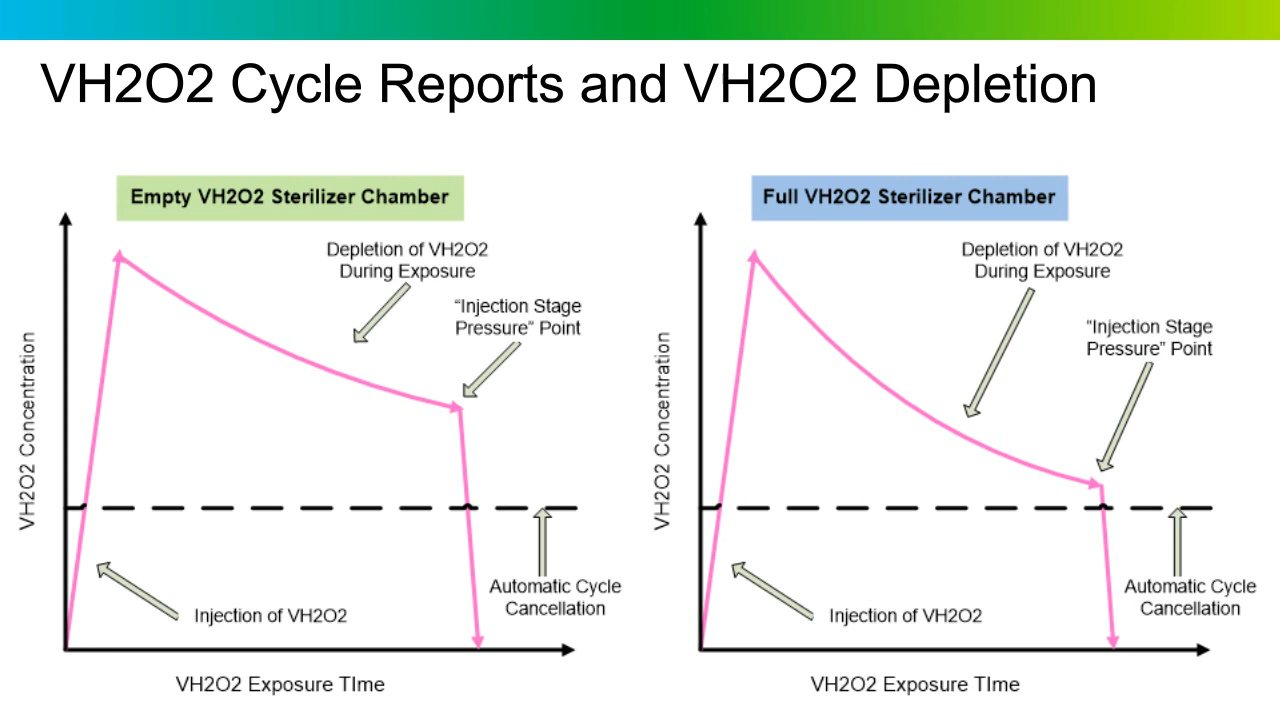 VH2O2 Cycle Reports and VH2O2 Depletion
Empty VH2O2 Sterilizer Chamber
Depletion of VH2O2
During Exposure
“Injection Stage
Pressure” Point
VH2O2 Concentration
Automatic Cycle
Cancellation
Injection of VH2O2
VH2O2 Exposure TIme
Full VH2O2 Sterilizer Chamber
Depletion of VH2O2
During Exposure
"Injection Stage
Pressure” Point
VH2O2 Concentration
Automatic Cycle
Cancellation
Injection of VH2O2
VH2O2 Exposure TIme